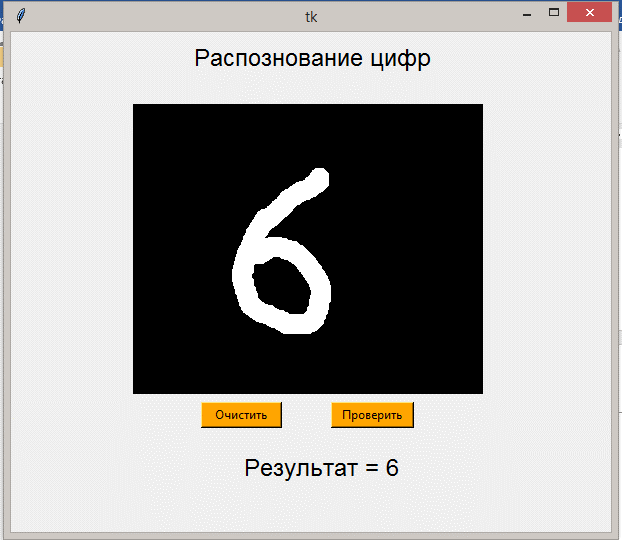 tk
Распознование цифр
6
Очистить Проверить
Результат = 6